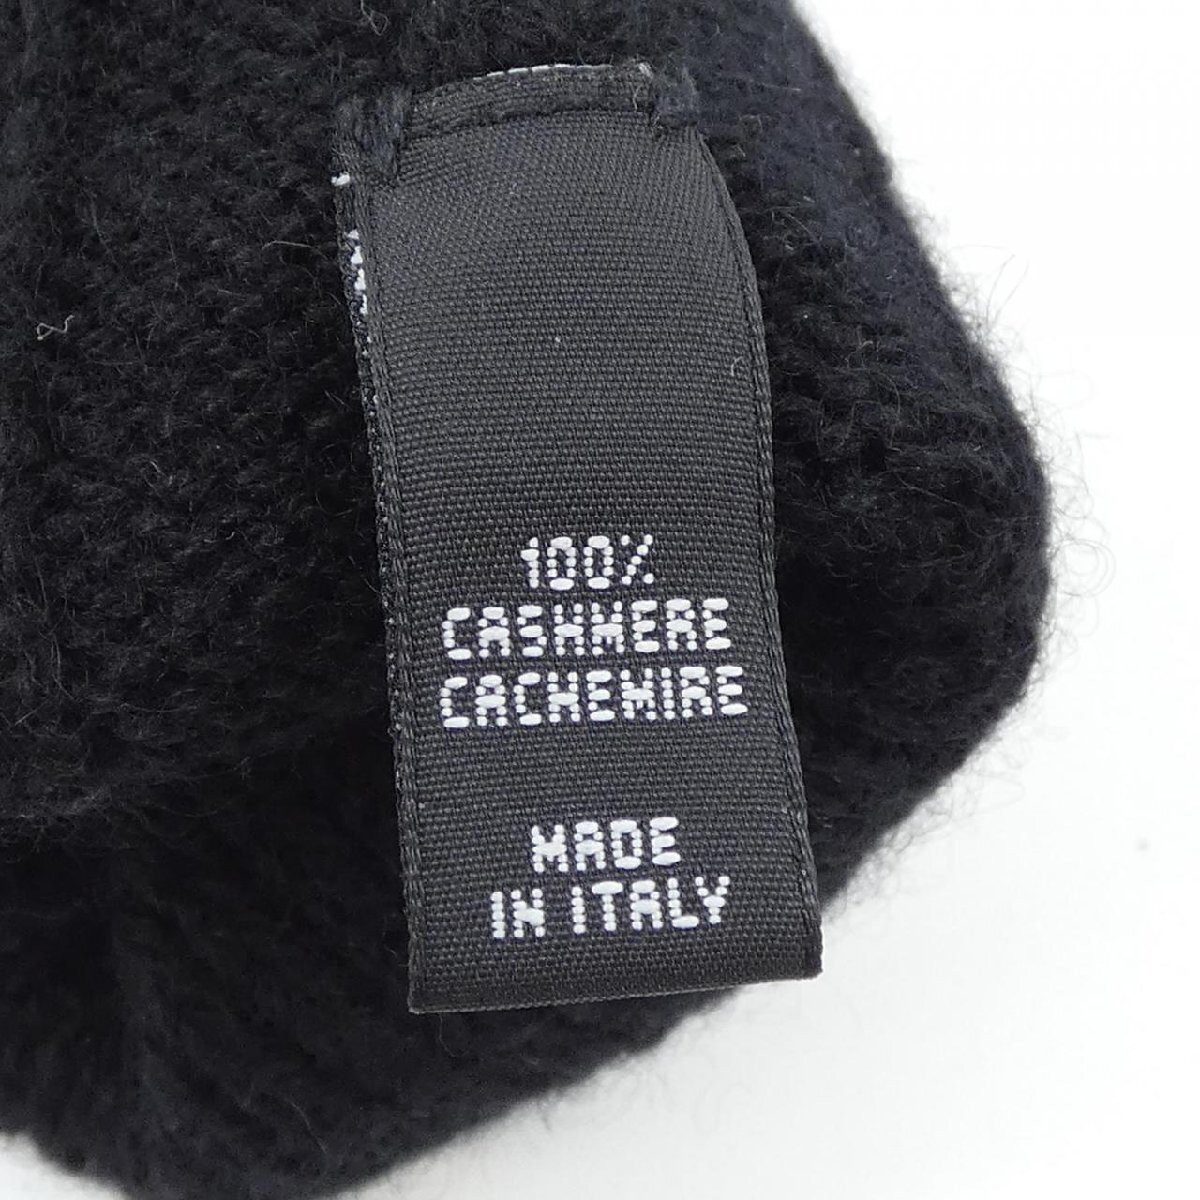 100%
CASHMERE
CACHEMIRE
MADE
IN ITALY